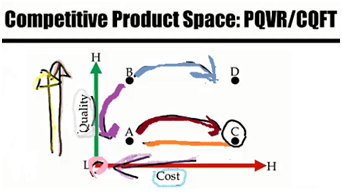 Competitive Product Space: PQVR/CQFT
H
B
D
Quality
A
C
L
H
Cost